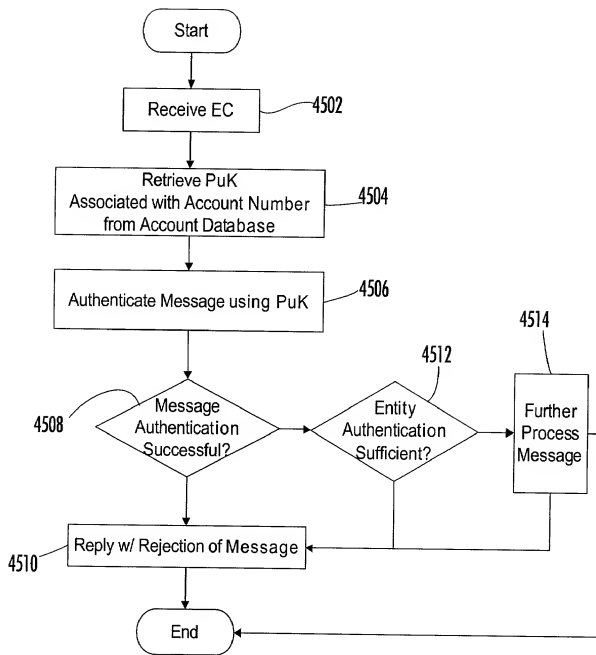 Start
Receive EC
4502
Retrieve PuK
Associated with Account Number
from Account Database
4504
Authenticate Message using PuK
4506
4508
Message
Authentication
Successful?
4512
Entity
Authentication
Sufficient?
4514
Further
Process
Message
4510
Reply w/ Rejection of Message
End